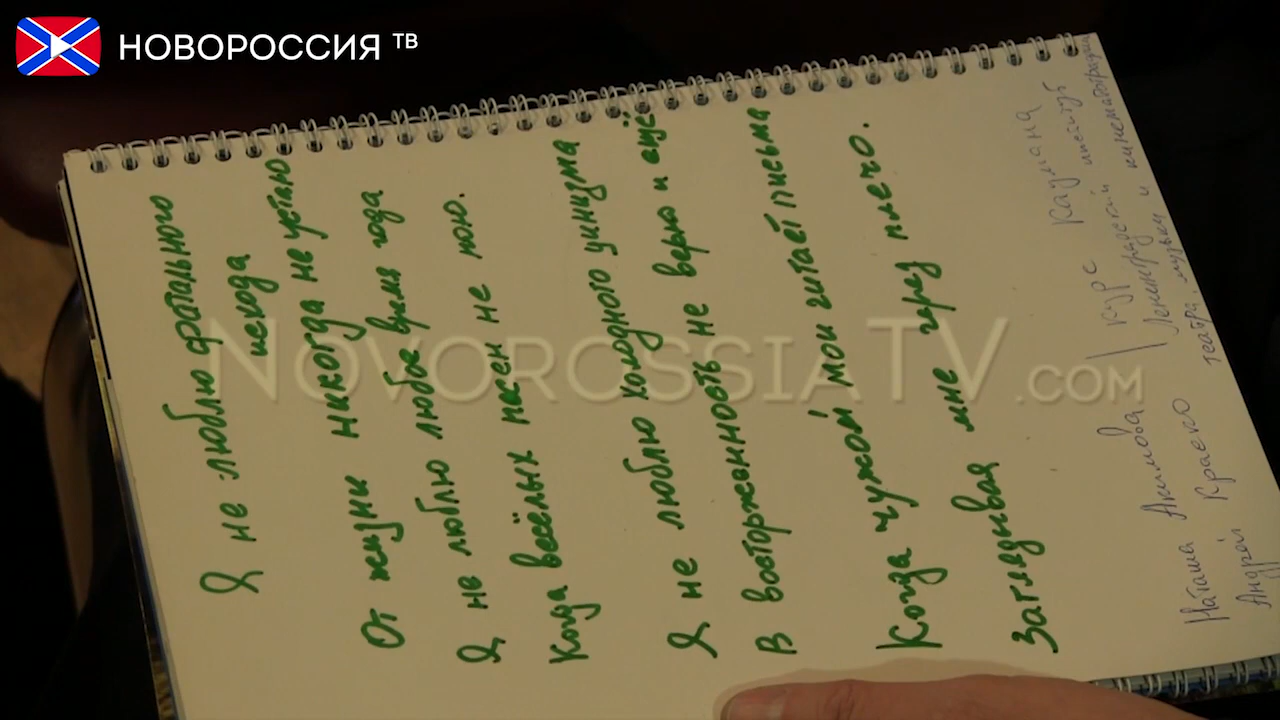 НОВОРОССИЯ ТВ
Я не люблю фатального
исхода
От жизни никогда не устаю
Я не люблю любое время года
Когда весёлых песен не пою.
Я не люблю холодного цинизма
В восторженность не верю и ещё
Когда чужой мои читает письма
Заглядывая мне чрез плечо.
Наташа Акимова
Андрей Краско
курс Кацмана
Ленинградский институт
театра, музыки и кинематографии
NOVOROSSIATV.COM